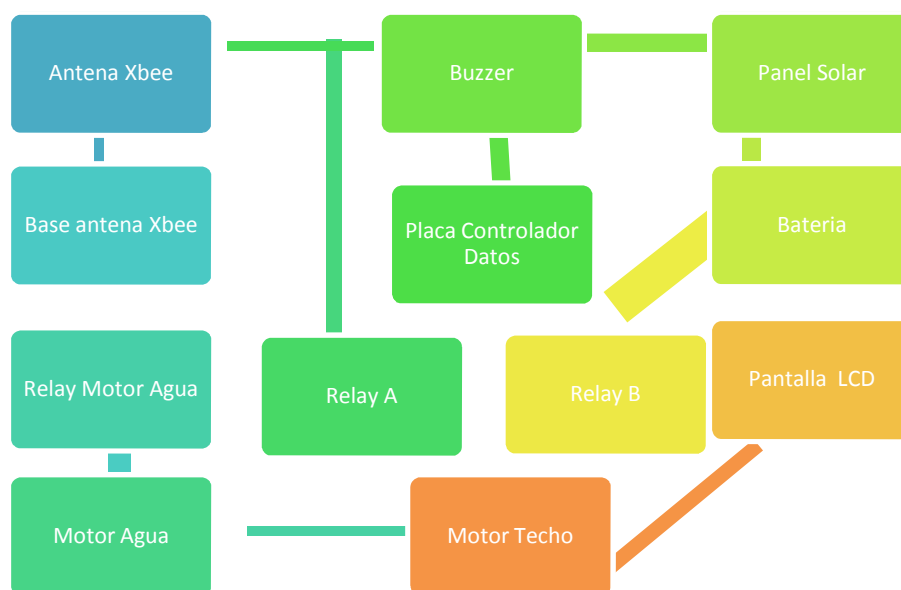 Antena Xbee
Buzzer
Panel Solar
Base antena Xbee
Placa Controlador
Datos
Bateria
Relay Motor Agua
Relay A
Relay B
Pantalla  LCD
Motor Agua
Motor Techo